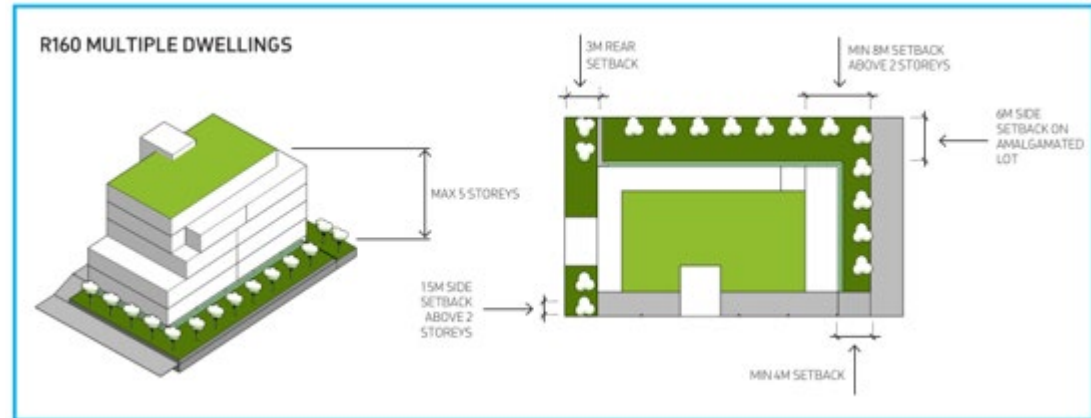 R160 MULTIPLE DWELLINGS
MAX 5 STOREYS
3M REAR
SETBACK
MIN 8M SETBACK
ABOVE 2 STOREYS
6M SIDE
SETBACK ON
AMALGAMATED
LOT
15M SIDE
SETBACK
ABOVE 2
STOREYS
MIN 4M SETBACK